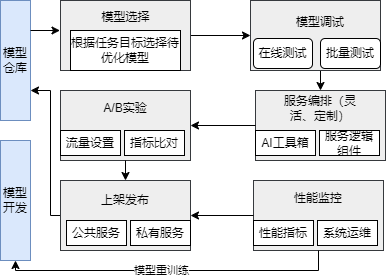 模型
仓库
模型选择
根据任务目标选择待
优化模型
模型调试
在线测试
批量测试
A/B实验
流量设置
指标比对
服务编排（灵
活、定制）
AI工具箱
服务逻辑
组件
模型
开发
上架发布
公共服务
私有服务
性能监控
性能指标
系统运维
模型重训练